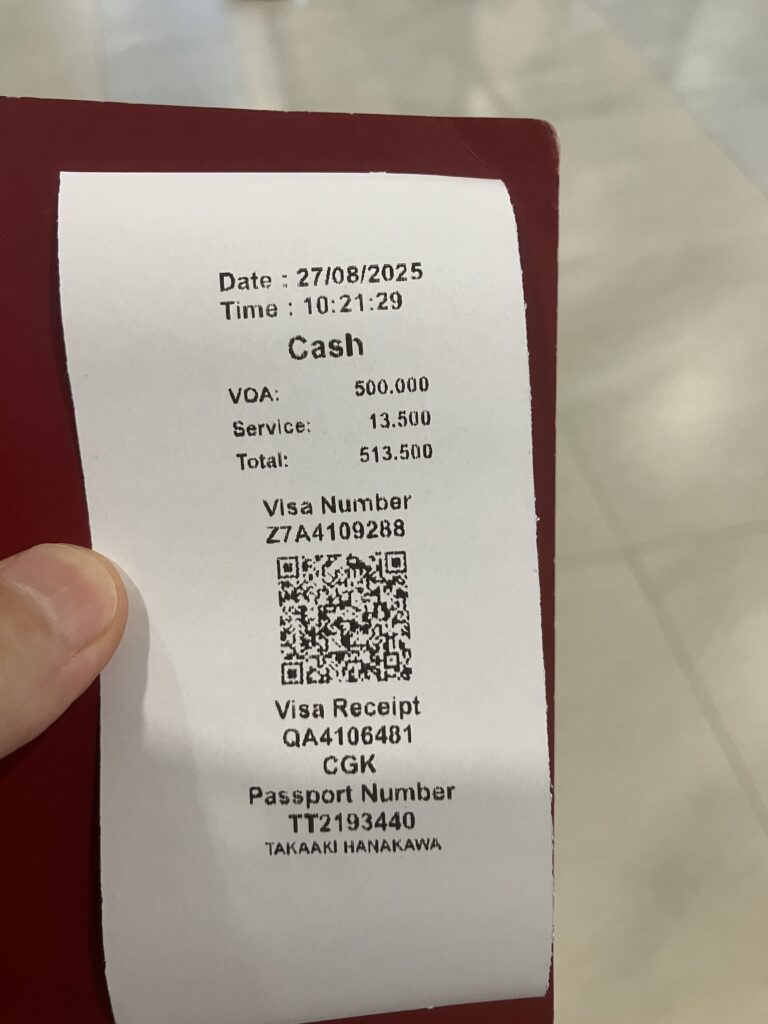 Date : 27/08/2025
Time : 10:21:29
Cash
VOA: 500.000
Service: 13.500
Total: 513.500
Visa Number
Z7A4109288
Visa Receipt
QA4106481
CGK
Passport Number
TT2193440
TAKAAKI HANAKAWA